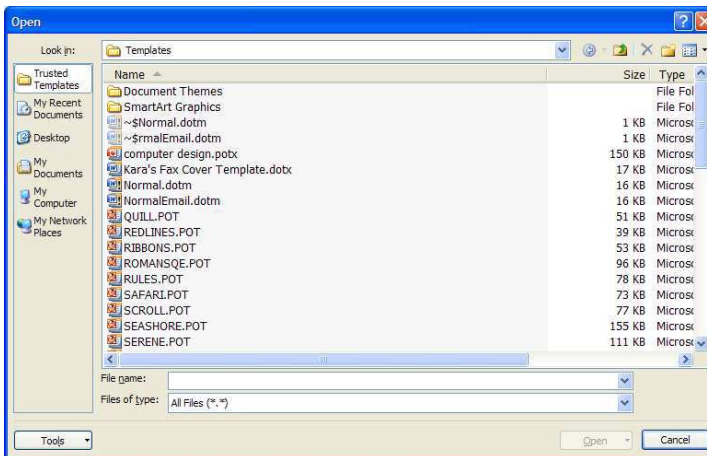 Open
Look in: Templates
Trusted Templates
My Recent Documents
Desktop
My Documents
My Computer
My Network Places
Name Size Type
Document Themes File Fol
SmartArt Graphics File Fol
~$Normal.dotm 1 KB Microso
~$rmalEmail.dotm 1 KB Microso
computer design.potx 150 KB Microso
Kara's Fax Cover Template.dotx 17 KB Microso
Normal.dotm 16 KB Microso
NormalEmail.dotm 16 KB Microso
QUILL.POT 51 KB Microso
REDLINES.POT 39 KB Microso
RIBBONS.POT 53 KB Microso
ROMANSQE.POT 96 KB Microso
RULES.POT 78 KB Microso
SAFARI.POT 73 KB Microso
SCROLL.POT 77 KB Microso
SEASHORE.POT 155 KB Microso
SERENE.POT 111 KB Microso
File name:
Files of type: All Files (*.*)
Tools Open Cancel